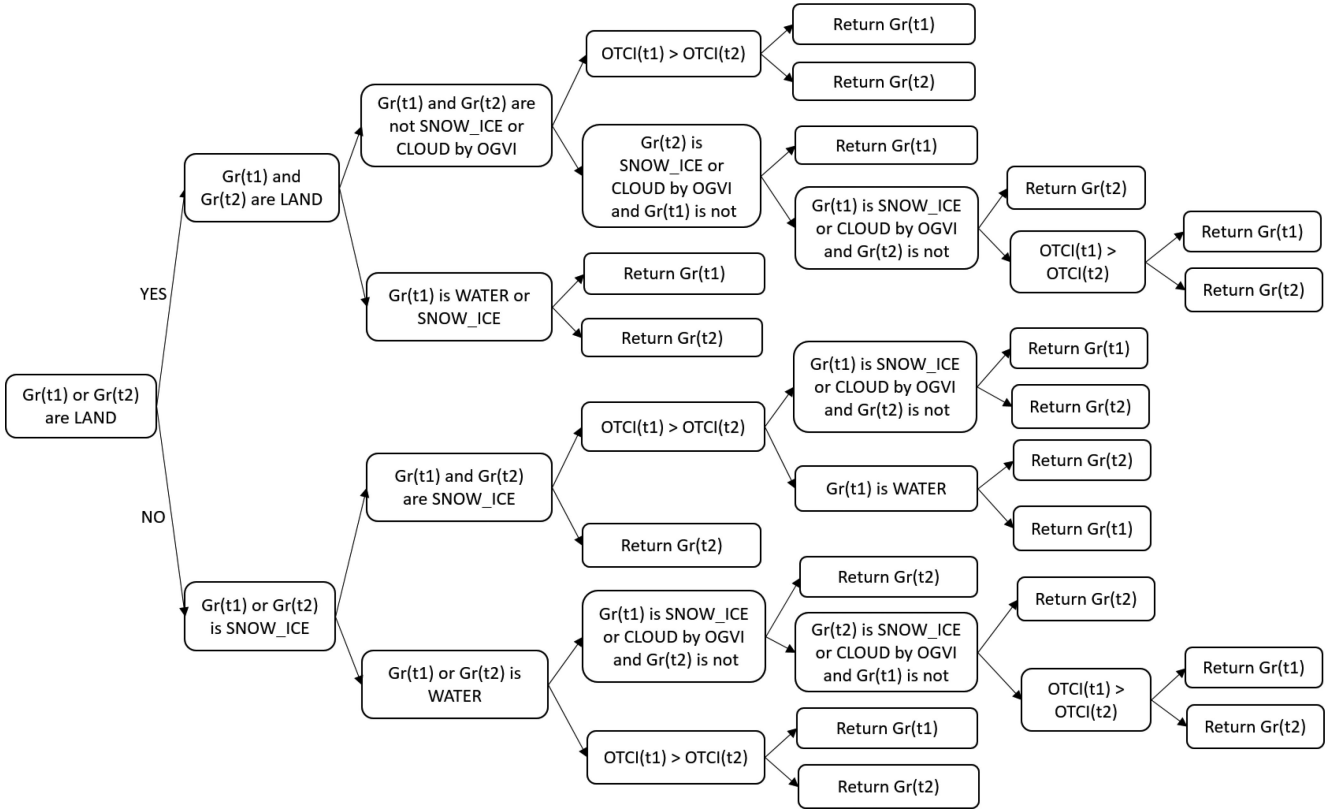 Gr(t1) or Gr(t2)
are LAND
YES
NO
Gr(t1) and
Gr(t2) are LAND
Gr(t1) or Gr(t2)
is SNOW_ICE
Gr(t1) and Gr(t2) are
not SNOW_ICE or
CLOUD by OGVI
Gr(t1) is WATER or
SNOW_ICE
Gr(t1) and Gr(t2)
are SNOW_ICE
Gr(t1) or Gr(t2) is
WATER
OTCI(t1) > OTCI(t2)
Gr(t2) is
SNOW_ICE or
CLOUD by OGVI
and Gr(t1) is not
Return Gr(t1)
Return Gr(t2)
OTCI(t1) > OTCI(t2)
Return Gr(t2)
Gr(t1) is SNOW_ICE
or CLOUD by OGVI
and Gr(t2) is not
OTCI(t1) > OTCI(t2)
Return Gr(t1)
Return Gr(t2)
Return Gr(t1)
Gr(t1) is SNOW_ICE
or CLOUD by OGVI
and Gr(t2) is not
Gr(t1) is SNOW_ICE
or CLOUD by OGVI
and Gr(t2) is not
Gr(t1) is WATER
Return Gr(t2)
Gr(t2) is SNOW_ICE
or CLOUD by OGVI
and Gr(t1) is not
Return Gr(t1)
Return Gr(t2)
Return Gr(t2)
OTCI(t1) >
OTCI(t2)
Return Gr(t1)
Return Gr(t2)
Return Gr(t2)
Return Gr(t1)
Return Gr(t2)
OTCI(t1) >
OTCI(t2)
Return Gr(t1)
Return Gr(t2)
Return Gr(t1)
Return Gr(t2)